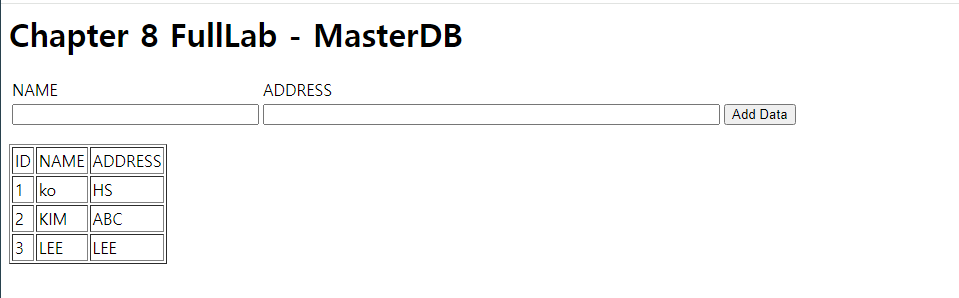 Chapter 8 FullLab - MasterDB
NAME ADDRESS
Add Data
ID NAME ADDRESS
1 ko HS
2 KIM ABC
3 LEE LEE